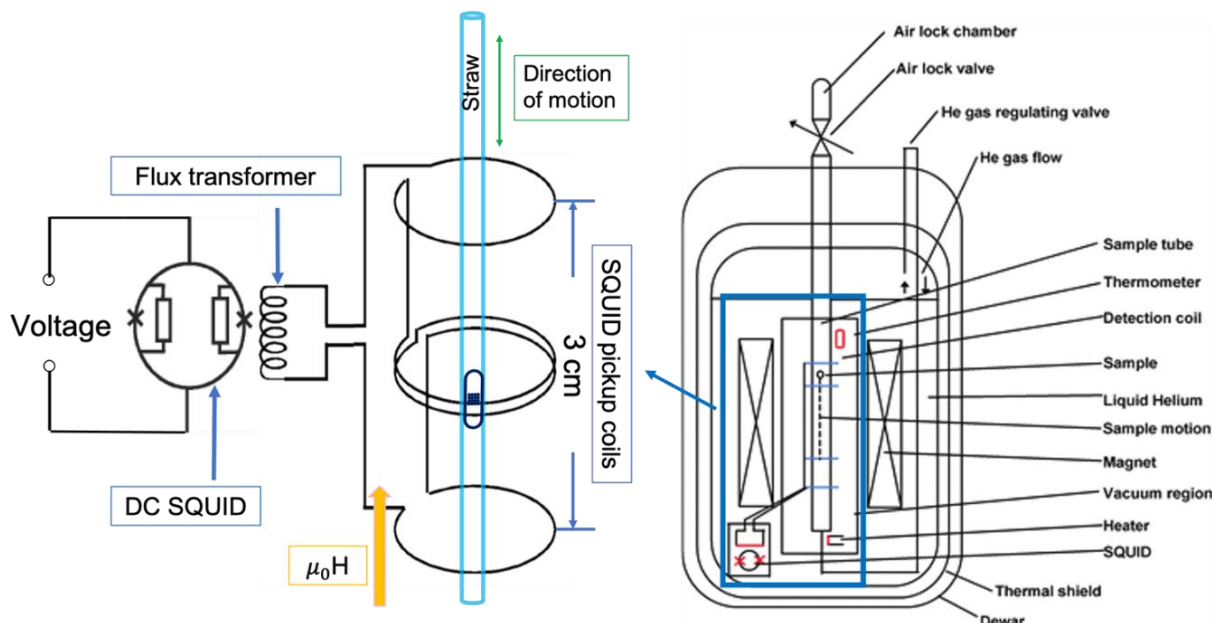 Straw
Direction
of motion
Flux transformer
Voltage
DC SQUID
μ₀H
3 cm
SQUID pickup coils
Air lock chamber
Air lock valve
He gas regulating valve
He gas flow
Sample tube
Thermometer
Detection coil
Sample
Liquid Helium
Sample motion
Magnet
Vacuum region
Heater
SQUID
Thermal shield
Dewar